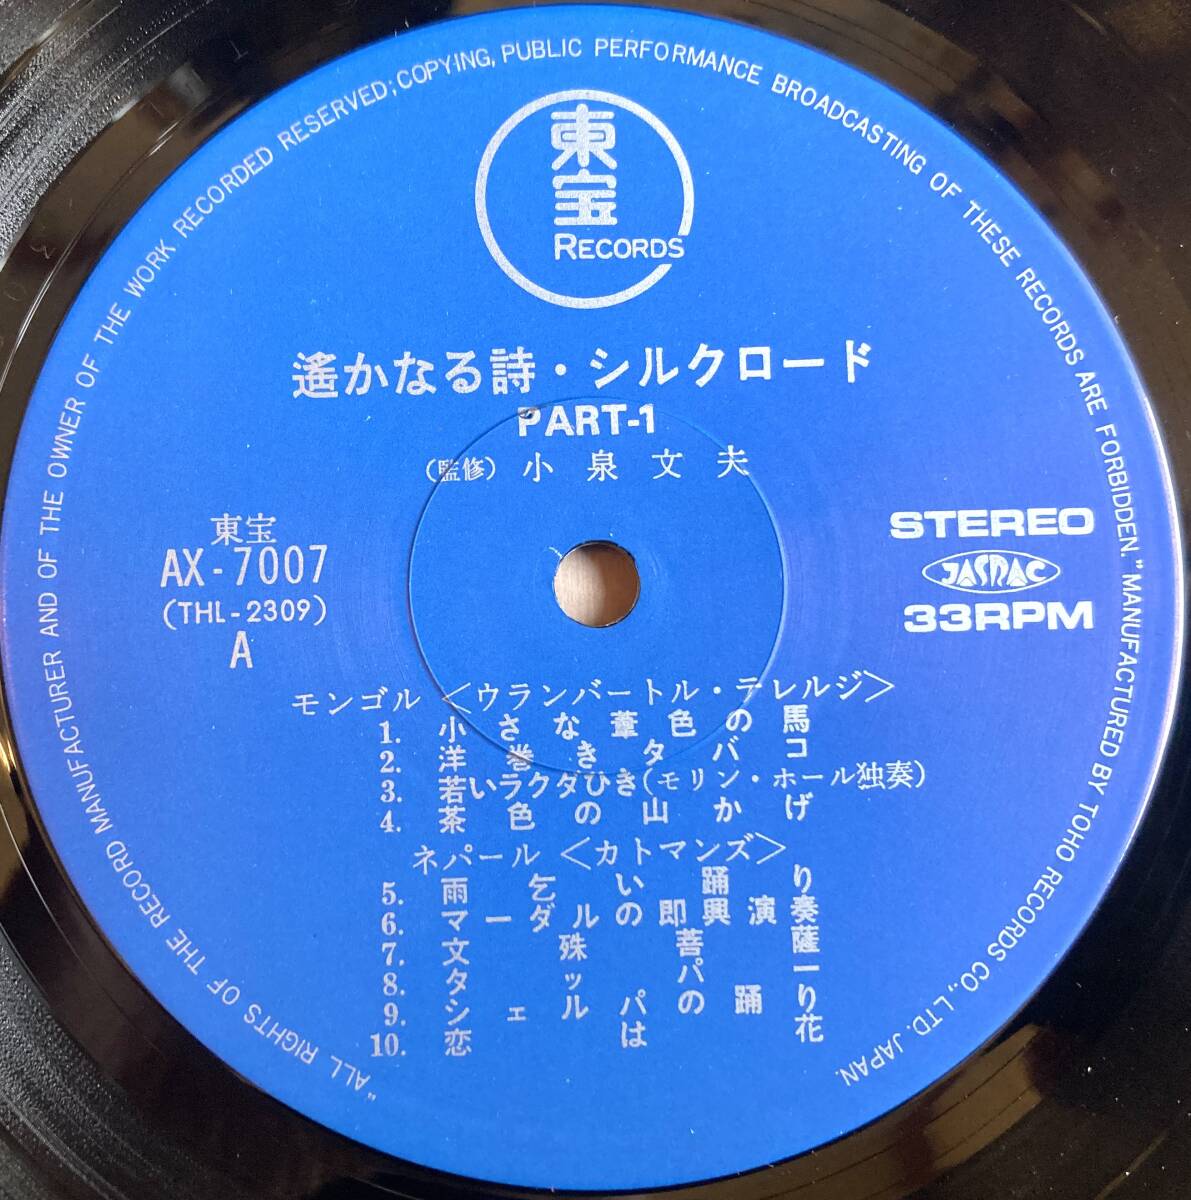 "ALL RIGHTS OF THE RECORD MANUFACTURER AND OF THE OWNER OF THE WORK RECORDED RESERVED; COPYING, PUBLIC PERFORMANCE BROADCASTING OF THESE RECORDS ARE FORBIDDEN." MANUFACTURED BY TOHO RECORDS CO., LTD. JAPAN.
東宝
RECORDS
遙かなる詩・シルクロード
PART-1
(監修) 小泉文夫
東宝
AX-7007
(THL-2309)
A
STEREO
JASRAC
33RPM
モンゴル <ウランバートル・テレルジ>
1. 小さな葦色の馬
2. 洋巻きタバコ
3. 若いラクダひき(モリン・ホール独奏)
4. 茶色の山かげ
ネパール <カトマンズ>
5. 雨乞い踊り
6. マーダルの即興演奏
7. 文殊菩薩
8. タッパー
9. シェルパの踊り
10. 恋は花